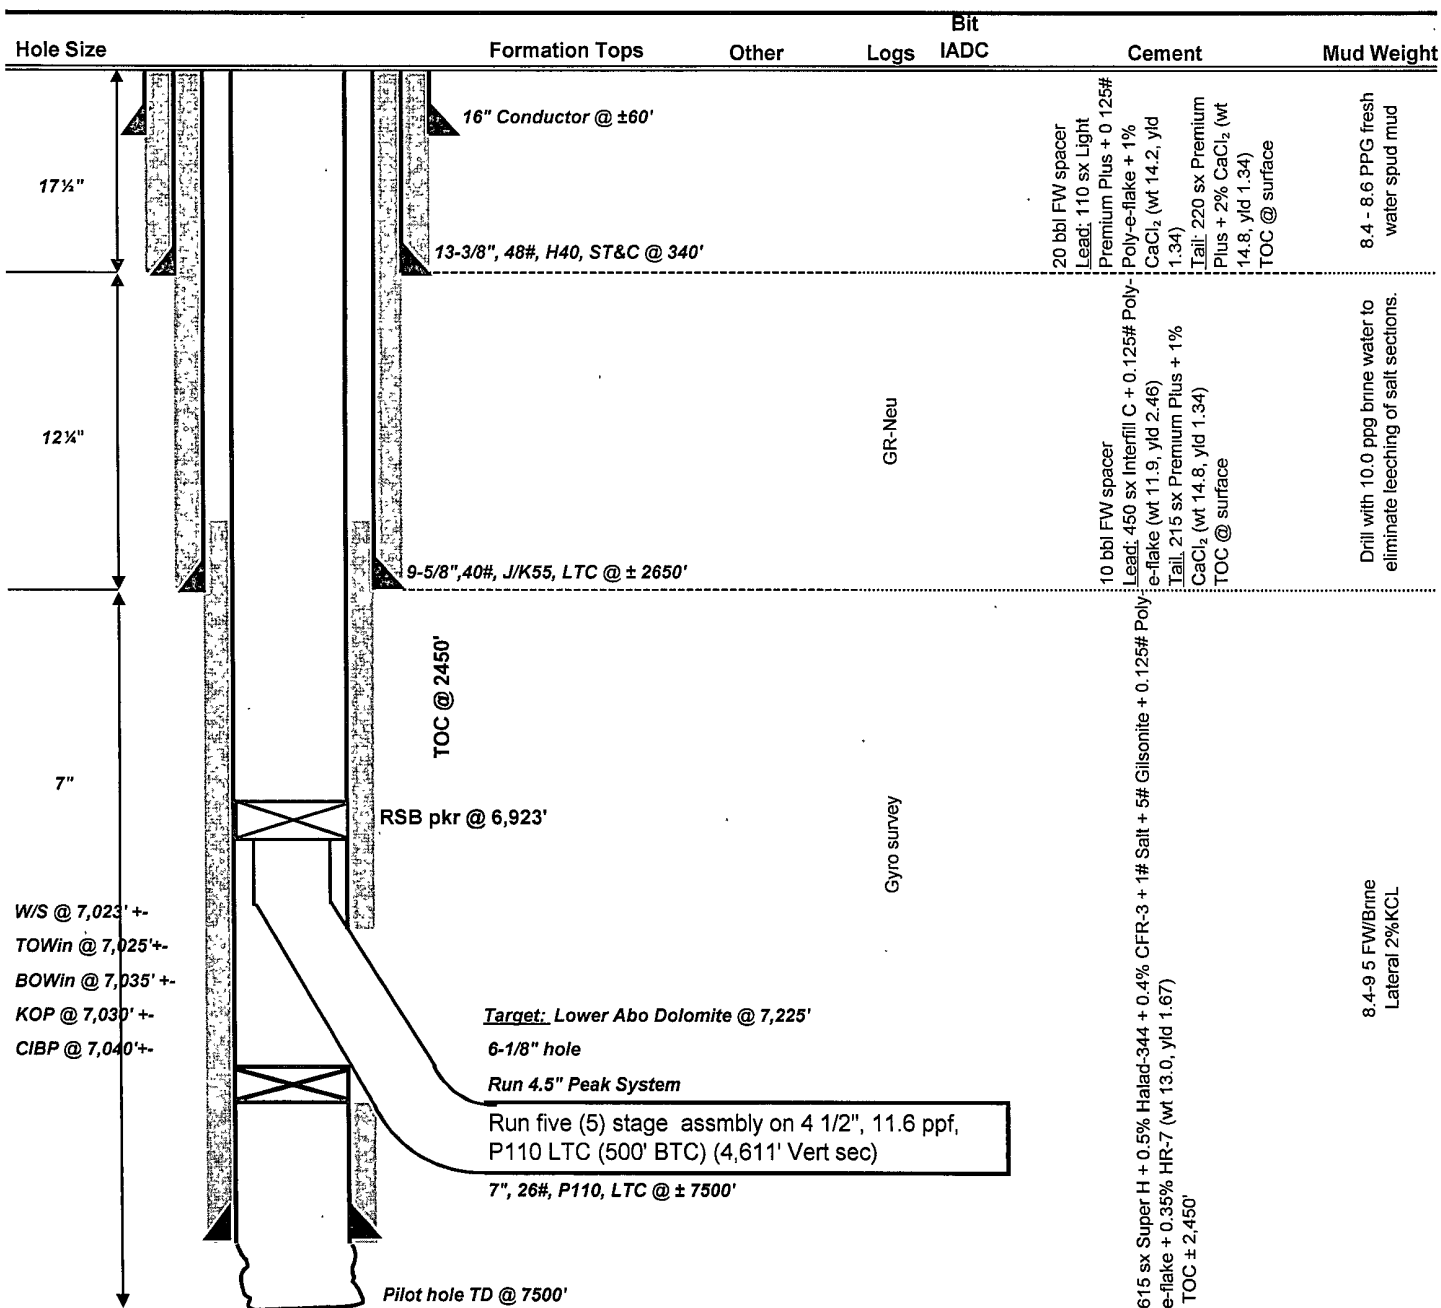 Bit
Hole Size Formation Tops Other Logs IADC Cement Mud Weight
16" Conductor @ ±60'
17½"
13-3/8", 48#, H40, ST&C @ 340'
20 bbl FW spacer
Lead: 110 sx Light
Premium Plus + 0 125#
Poly-e-flake + 1%
CaCl₂ (wt 14.2, yld
1.34)
Tail: 220 sx Premium
Plus + 2% CaCl₂ (wt
14.8, yld 1.34)
TOC @ surface
8.4 - 8.6 PPG fresh
water spud mud
12¼"
9-5/8",40#, J/K55, LTC @ ± 2650'
GR-Neu
10 bbl FW spacer
Lead: 450 sx Interfill C + 0.125# Poly-
e-flake (wt 11.9, yld 2.46)
Tail. 215 sx Premium Plus + 1%
CaCl₂ (wt 14.8, yld 1.34)
TOC @ surface
Drill with 10.0 ppg brine water to
eliminate leeching of salt sections.
TOC @ 2450'
7"
RSB pkr @ 6,923'
Gyro survey
W/S @ 7,023' +-
TOWin @ 7,025'+-
BOWin @ 7,035' +-
KOP @ 7,030' +-
CIBP @ 7,040'+-
Target: Lower Abo Dolomite @ 7,225'
6-1/8" hole
Run 4.5" Peak System
Run five (5) stage assmbly on 4 1/2", 11.6 ppf,
P110 LTC (500' BTC) (4,611' Vert sec)
7", 26#, P110, LTC @ ± 7500'
Pilot hole TD @ 7500'
615 sx Super H + 0.5% Halad-344 + 0.4% CFR-3 + 1# Salt + 5# Gilsonite + 0.125# Poly-
e-flake + 0.35% HR-7 (wt 13.0, yld 1.67)
TOC ± 2,450'
8.4-9 5 FW/Brine
Lateral 2%KCL